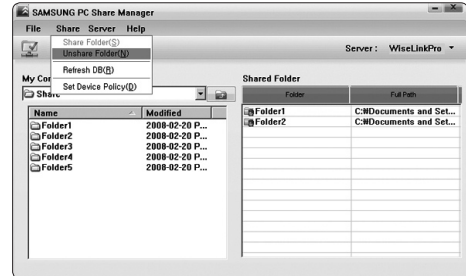 SAMSUNG PC Share Manager
File Share Server Help
Share Folder(S)
Unshare Folder(N)
Refresh DB(R)
Set Device Policy(D)
Server : WiseLinkPro
My Co
Share
Name Modified
Folder1 2008-02-20 P...
Folder2 2008-02-20 P...
Folder3 2008-02-20 P...
Folder4 2008-02-20 P...
Folder5 2008-02-20 P...
Shared Folder
Folder Full Path
Folder1 C:₩Documents and Set...
Folder2 C:₩Documents and Set...